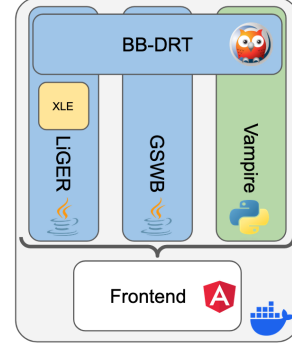 BB-DRT
XLE
LiGER
GSWB
Vampire
Frontend
A